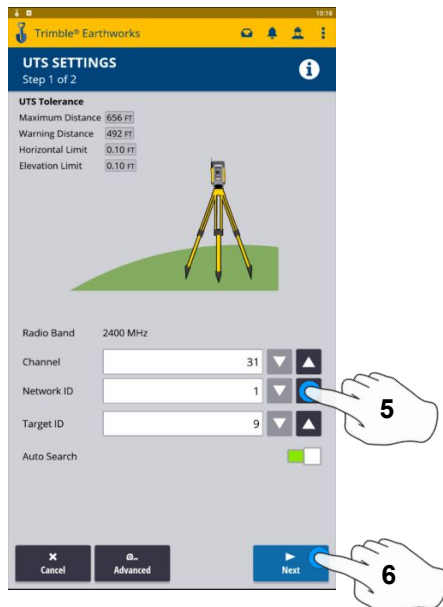 10:18
Trimble® Earthworks
UTS SETTINGS
Step 1 of 2
i
UTS Tolerance
Maximum Distance 656 FT
Warning Distance 492 FT
Horizontal Limit 0.10 FT
Elevation Limit 0.10 FT
Radio Band 2400 MHz
Channel 31
Network ID 1
5
Target ID 9
Auto Search
Cancel Advanced Next
6